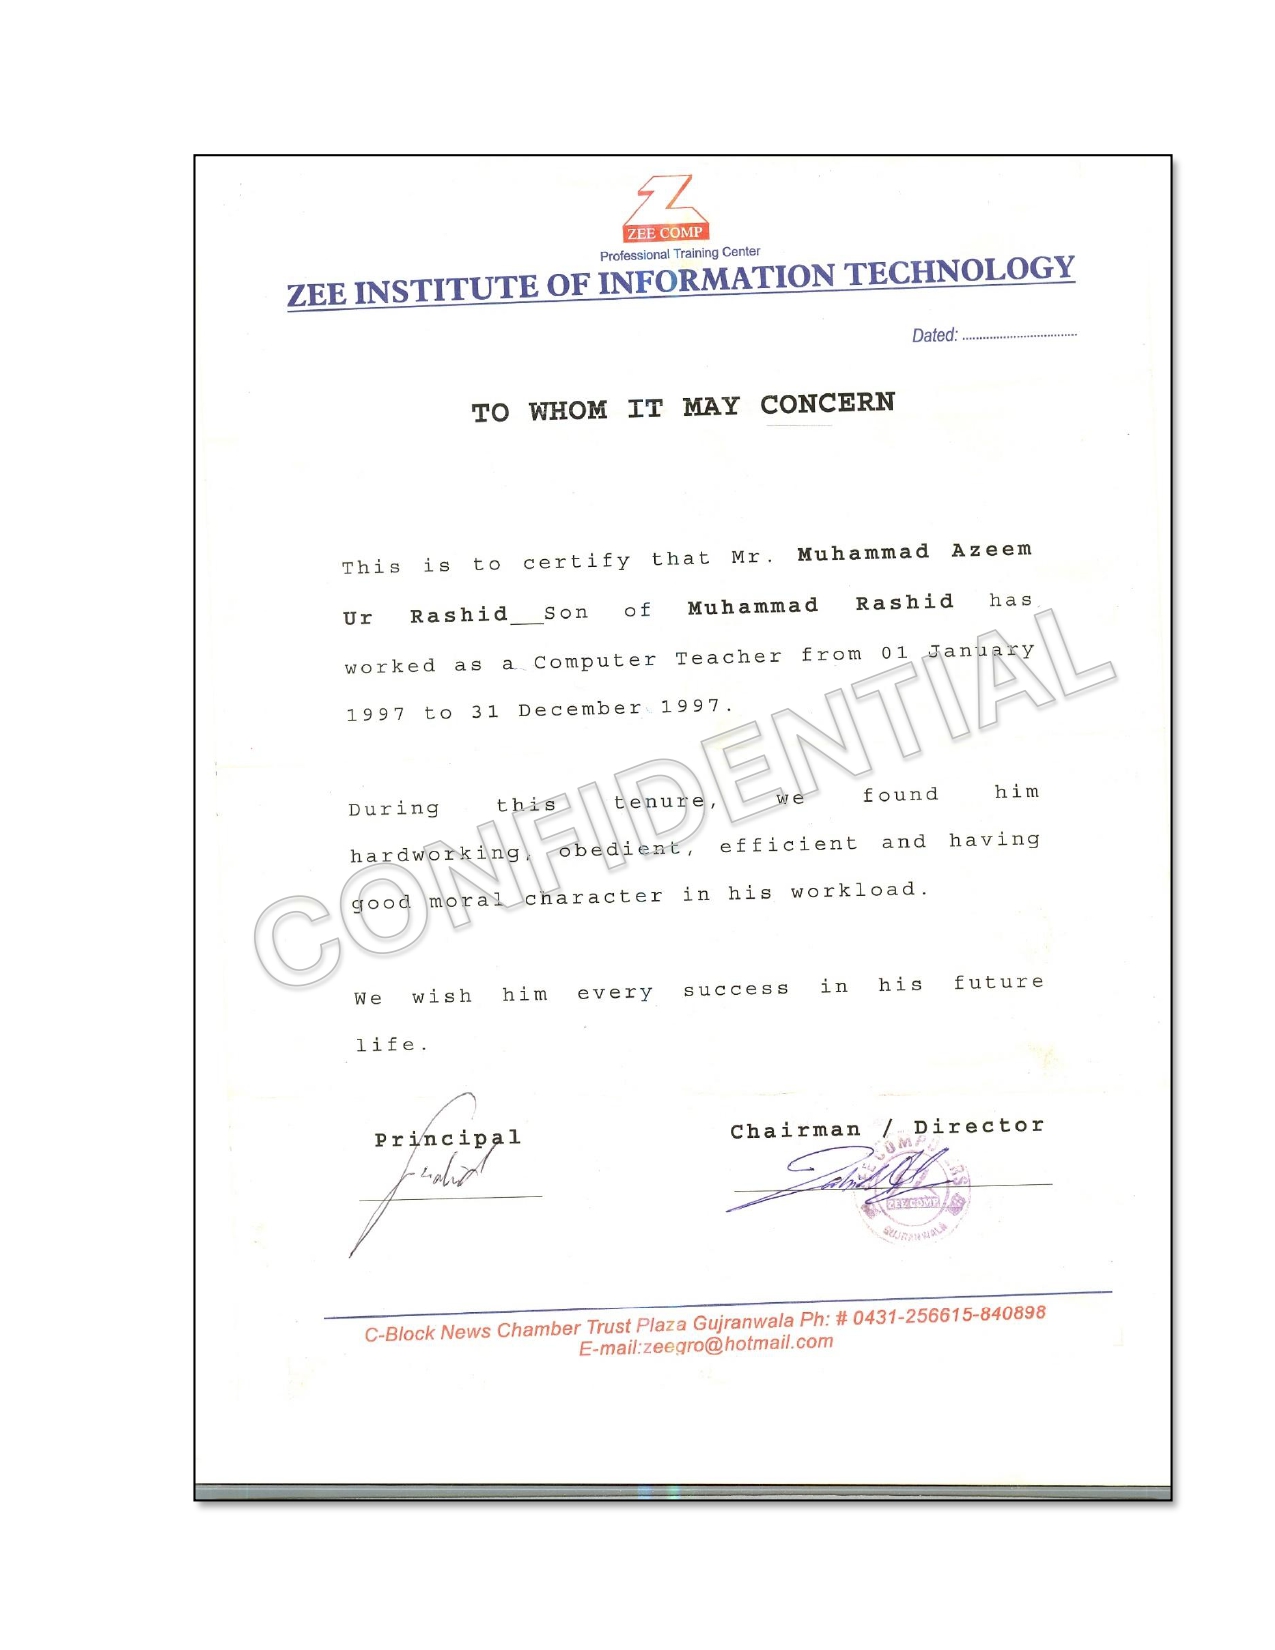 ZEE COMP
Professional Training Center
ZEE INSTITUTE OF INFORMATION TECHNOLOGY
Dated: ..................................
TO WHOM IT MAY CONCERN
This is to certify that Mr. Muhammad Azeem
Ur Rashid Son of Muhammad Rashid has
worked as a Computer Teacher from 01 January
1997 to 31 December 1997.
During this tenure, we found him
hardworking, obedient, efficient and having
good moral character in his workload.
We wish him every success in his future
life.
CONFIDENTIAL
Principal
Chairman / Director
ZEE COMPUTERS
ZEE COMP
GUJRANWALA
C-Block News Chamber Trust Plaza Gujranwala Ph: # 0431-256615-840898
E-mail:zeegro@hotmail.com